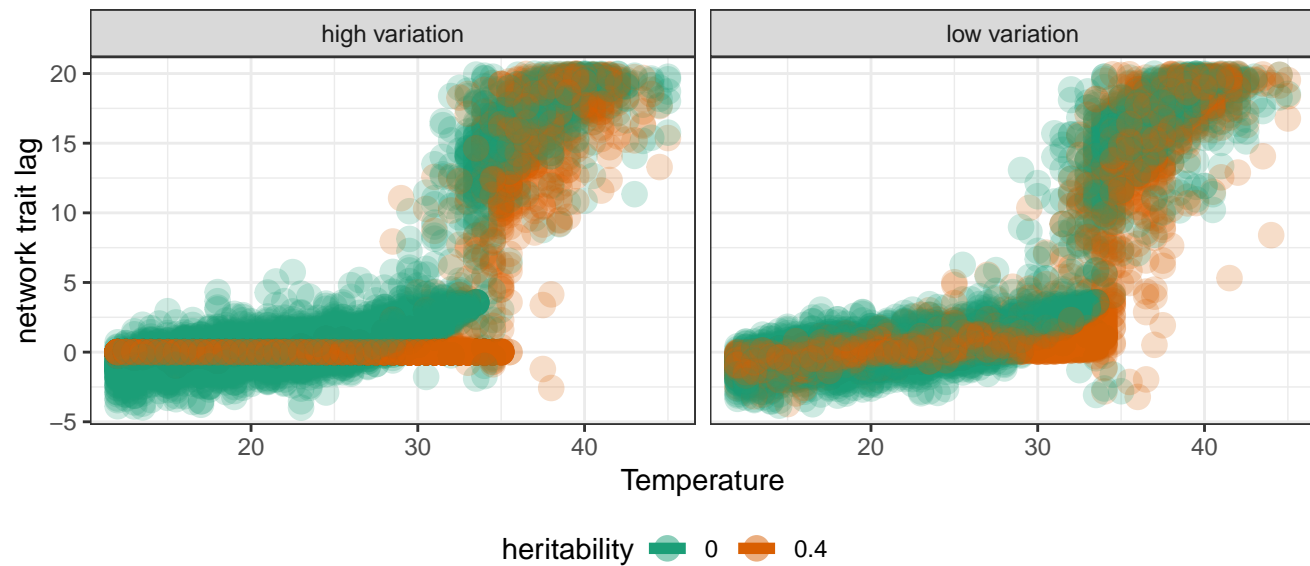 high variation
low variation
20
15
10
5
0
−5
network trait lag
20
30
40
20
30
40
Temperature
heritability 0 0.4